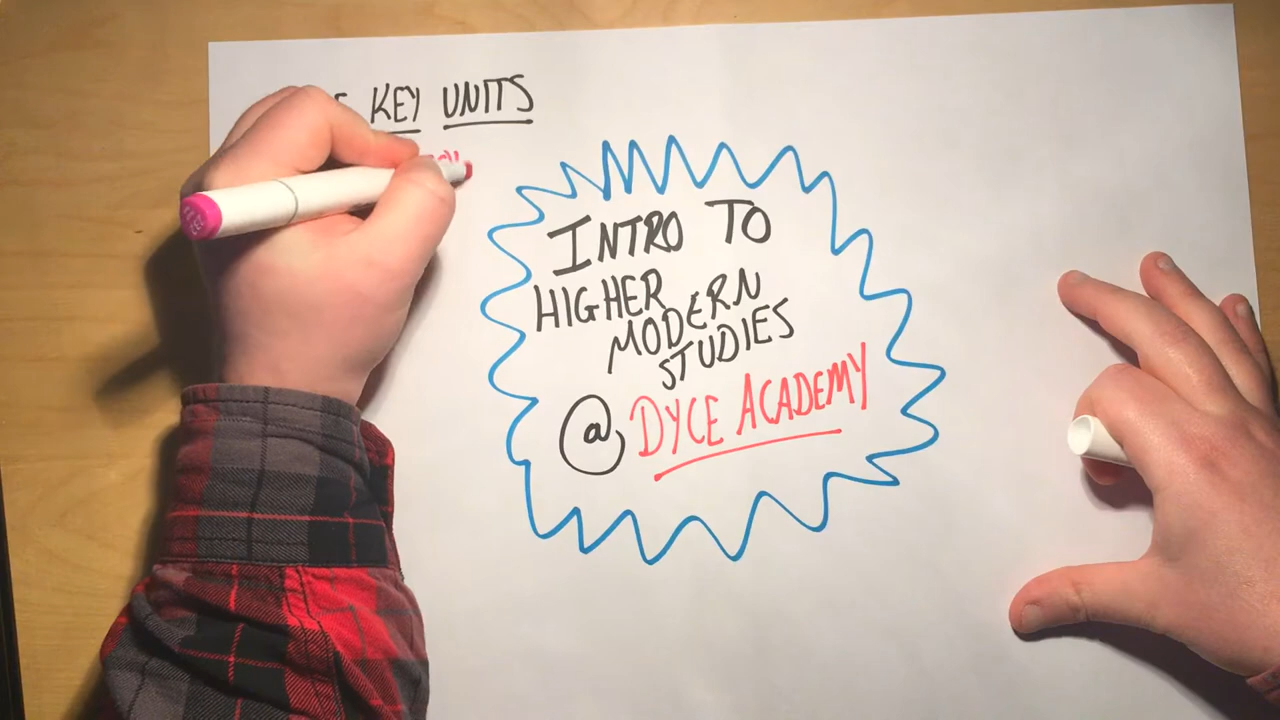 KEY UNITS
INTRO TO
HIGHER
MODERN
STUDIES
@ DYCE ACADEMY